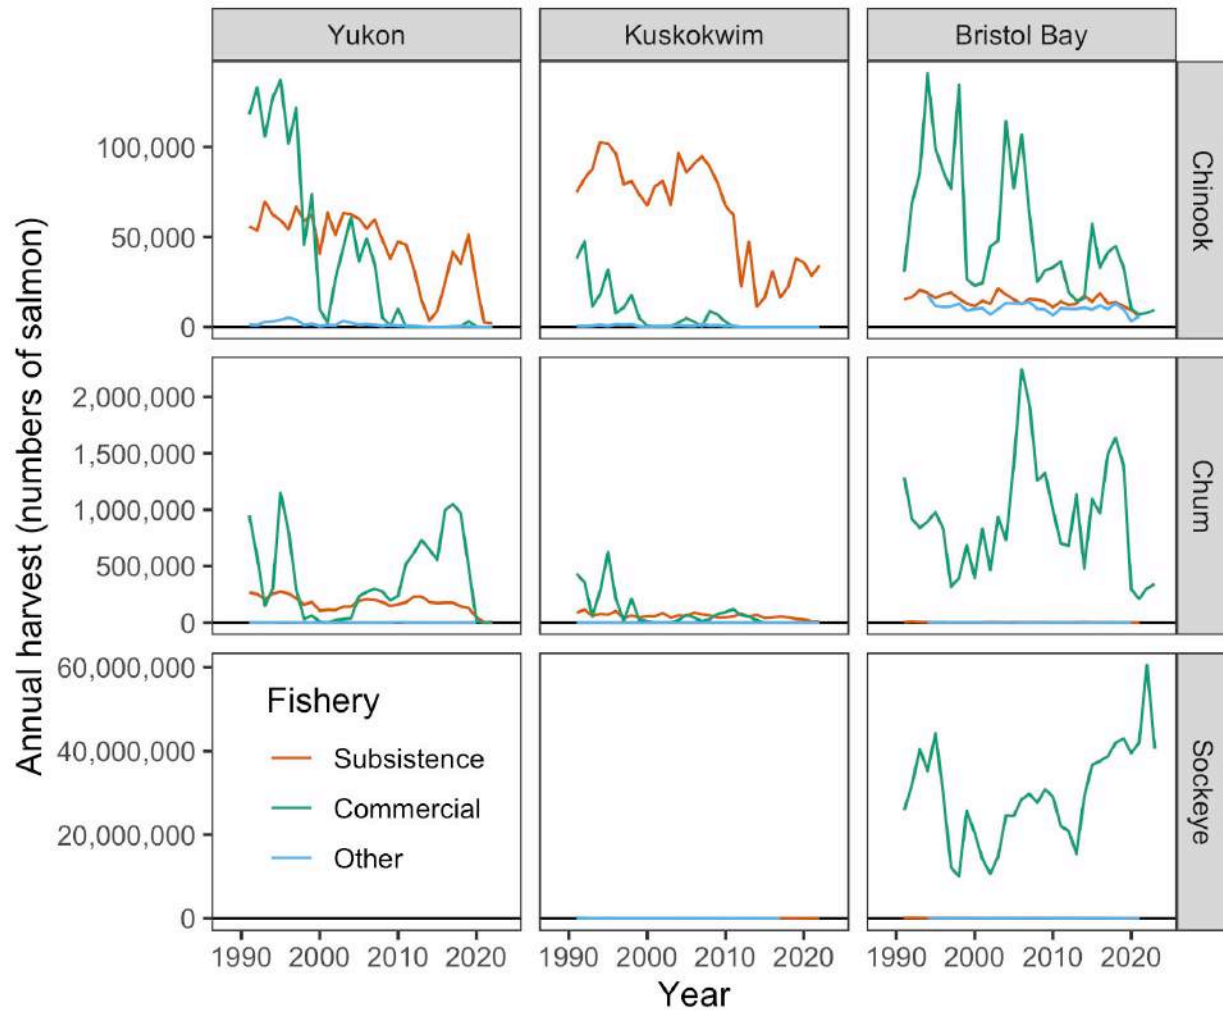 Yukon
Kuskokwim
Bristol Bay
Annual harvest (numbers of salmon)
100,000
50,000
0
Chinook
2,000,000
1,500,000
1,000,000
500,000
0
Chum
60,000,000
40,000,000
20,000,000
0
Fishery
Subsistence
Commercial
Other
Sockeye
1990 2000 2010 2020
1990 2000 2010 2020
1990 2000 2010 2020
Year